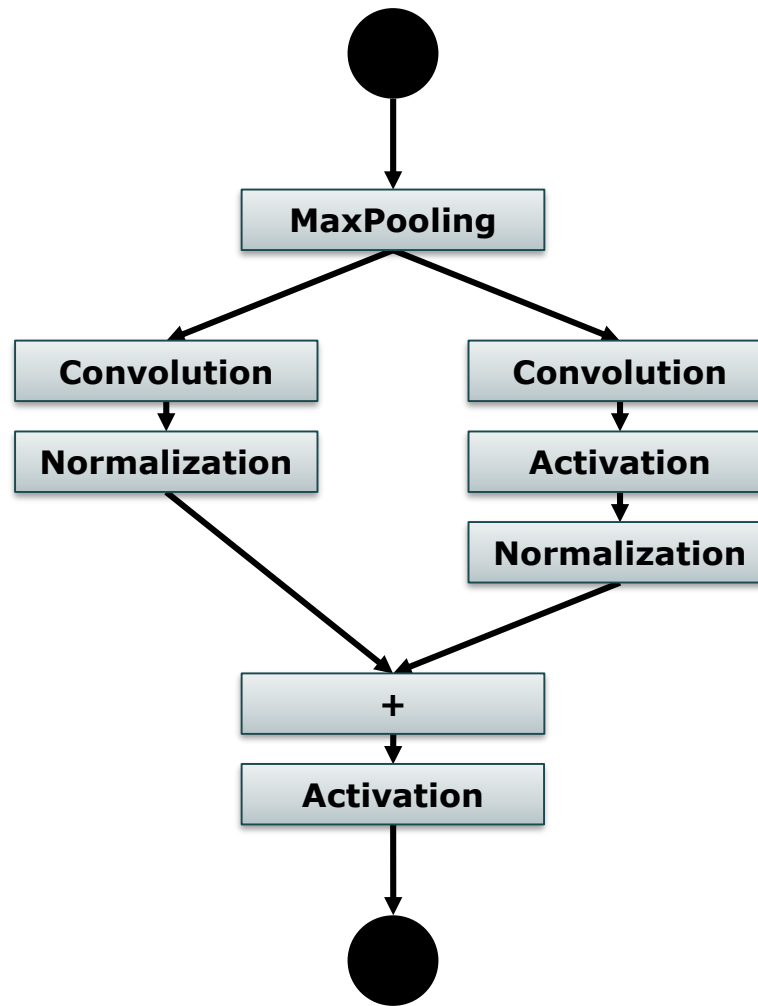 MaxPooling
Convolution
Convolution
Normalization
Activation
Normalization
+
Activation